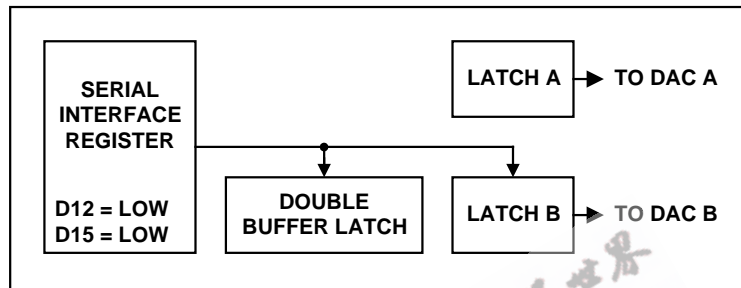 SERIAL
INTERFACE
REGISTER
D12 = LOW
D15 = LOW
DOUBLE
BUFFER LATCH
LATCH A
TO DAC A
LATCH B
TO DAC B